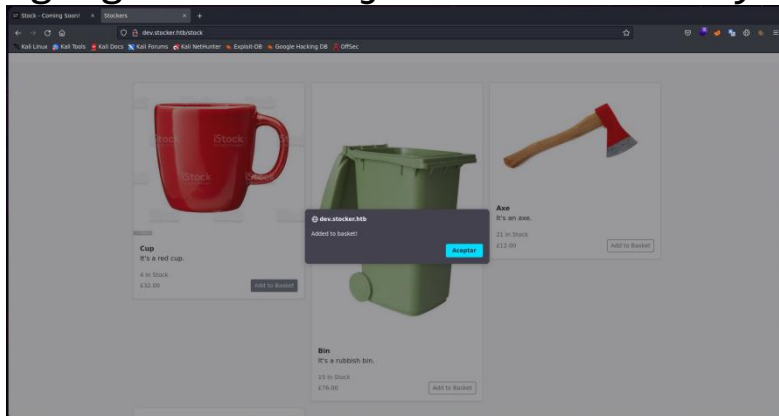 Stock - Coming Soon!
Stockers
dev.stocker.htb/stock
Kali Linux Kali Tools Kali Docs Kali Forums Kali NetHunter Exploit-DB Google Hacking DB OffSec
iStock
iStock
iStock
dev.stocker.htb
Added to basket!
Aceptar
Cup
It's a red cup.
4 In Stock
£32.00
Add to Basket
Bin
It's a rubbish bin.
15 In Stock
£76.00
Add to Basket
Axe
It's an axe.
21 In Stock
£12.00
Add to Basket